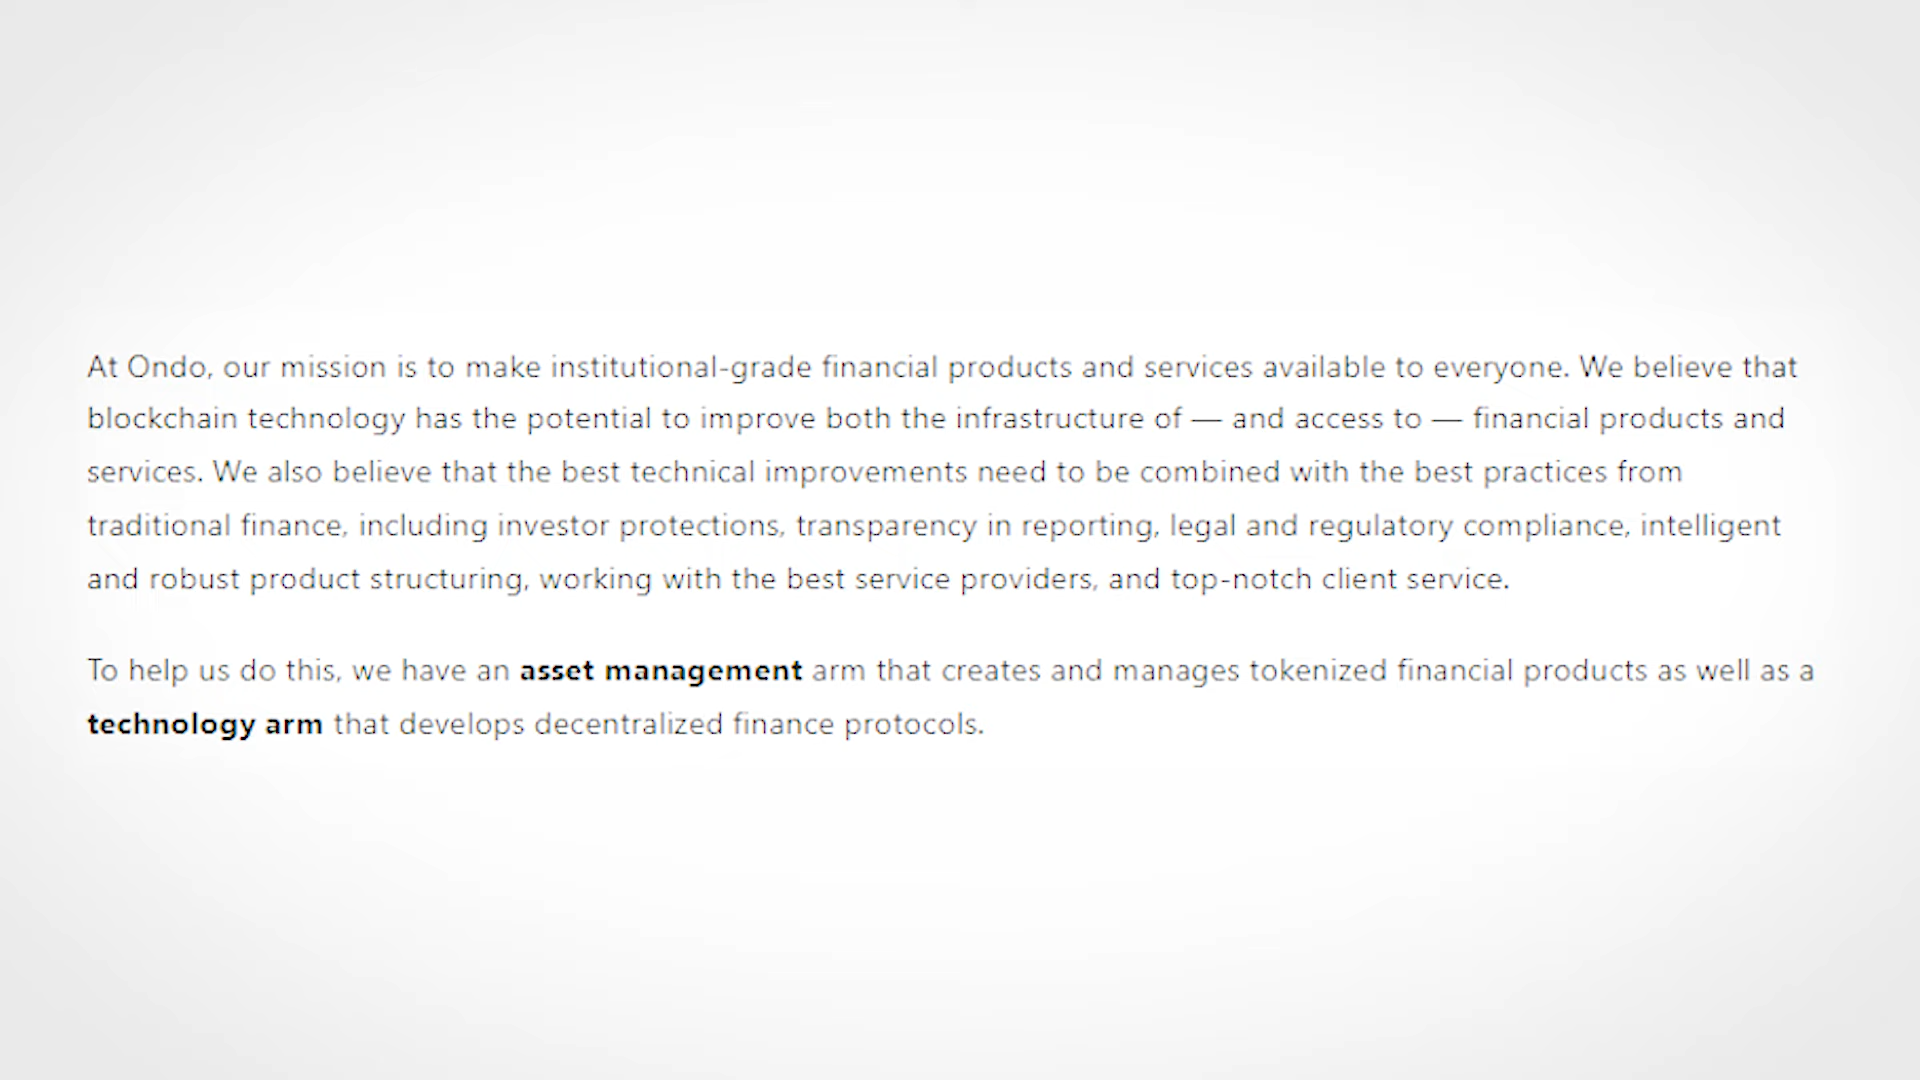 At Ondo, our mission is to make institutional-grade financial products and services available to everyone. We believe that
blockchain technology has the potential to improve both the infrastructure of — and access to — financial products and
services. We also believe that the best technical improvements need to be combined with the best practices from
traditional finance, including investor protections, transparency in reporting, legal and regulatory compliance, intelligent
and robust product structuring, working with the best service providers, and top-notch client service.
To help us do this, we have an asset management arm that creates and manages tokenized financial products as well as a
technology arm that develops decentralized finance protocols.